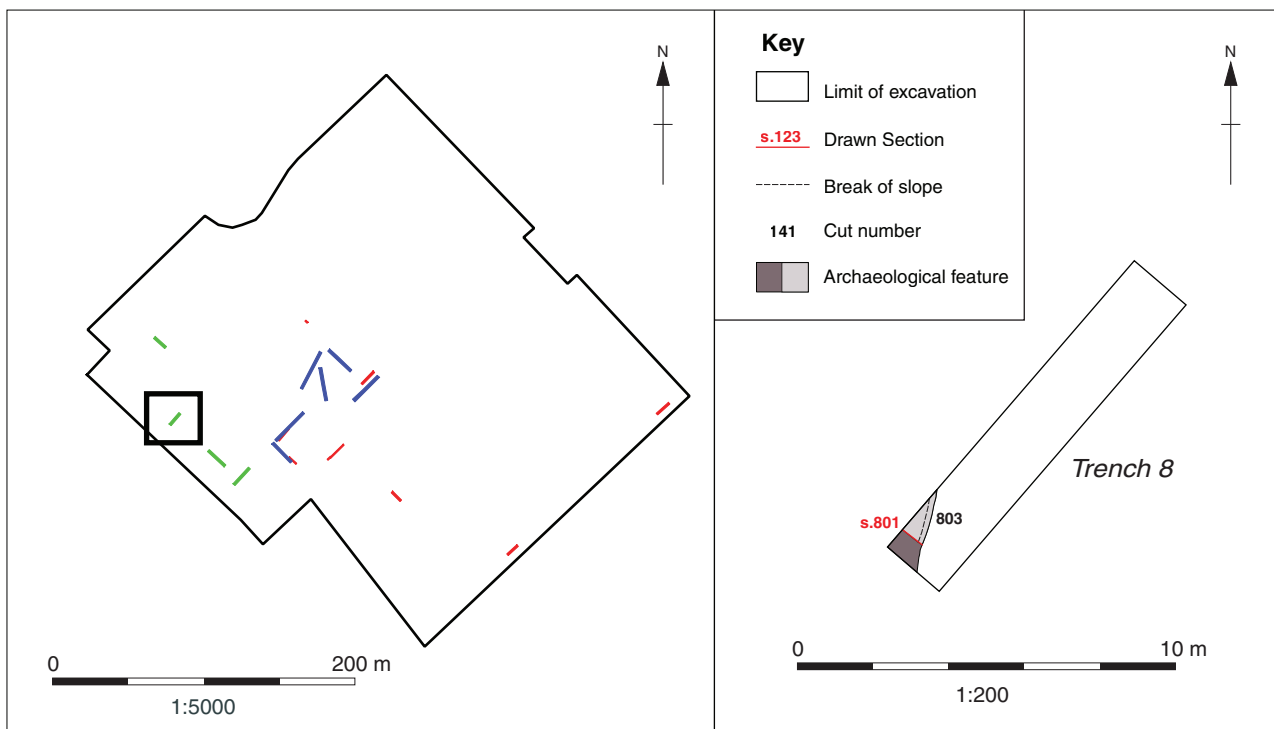 N
0 200 m
1:5000
Key
Limit of excavation
s.123 Drawn Section
Break of slope
141 Cut number
Archaeological feature
N
Trench 8
s.801
803
0 10 m
1:200